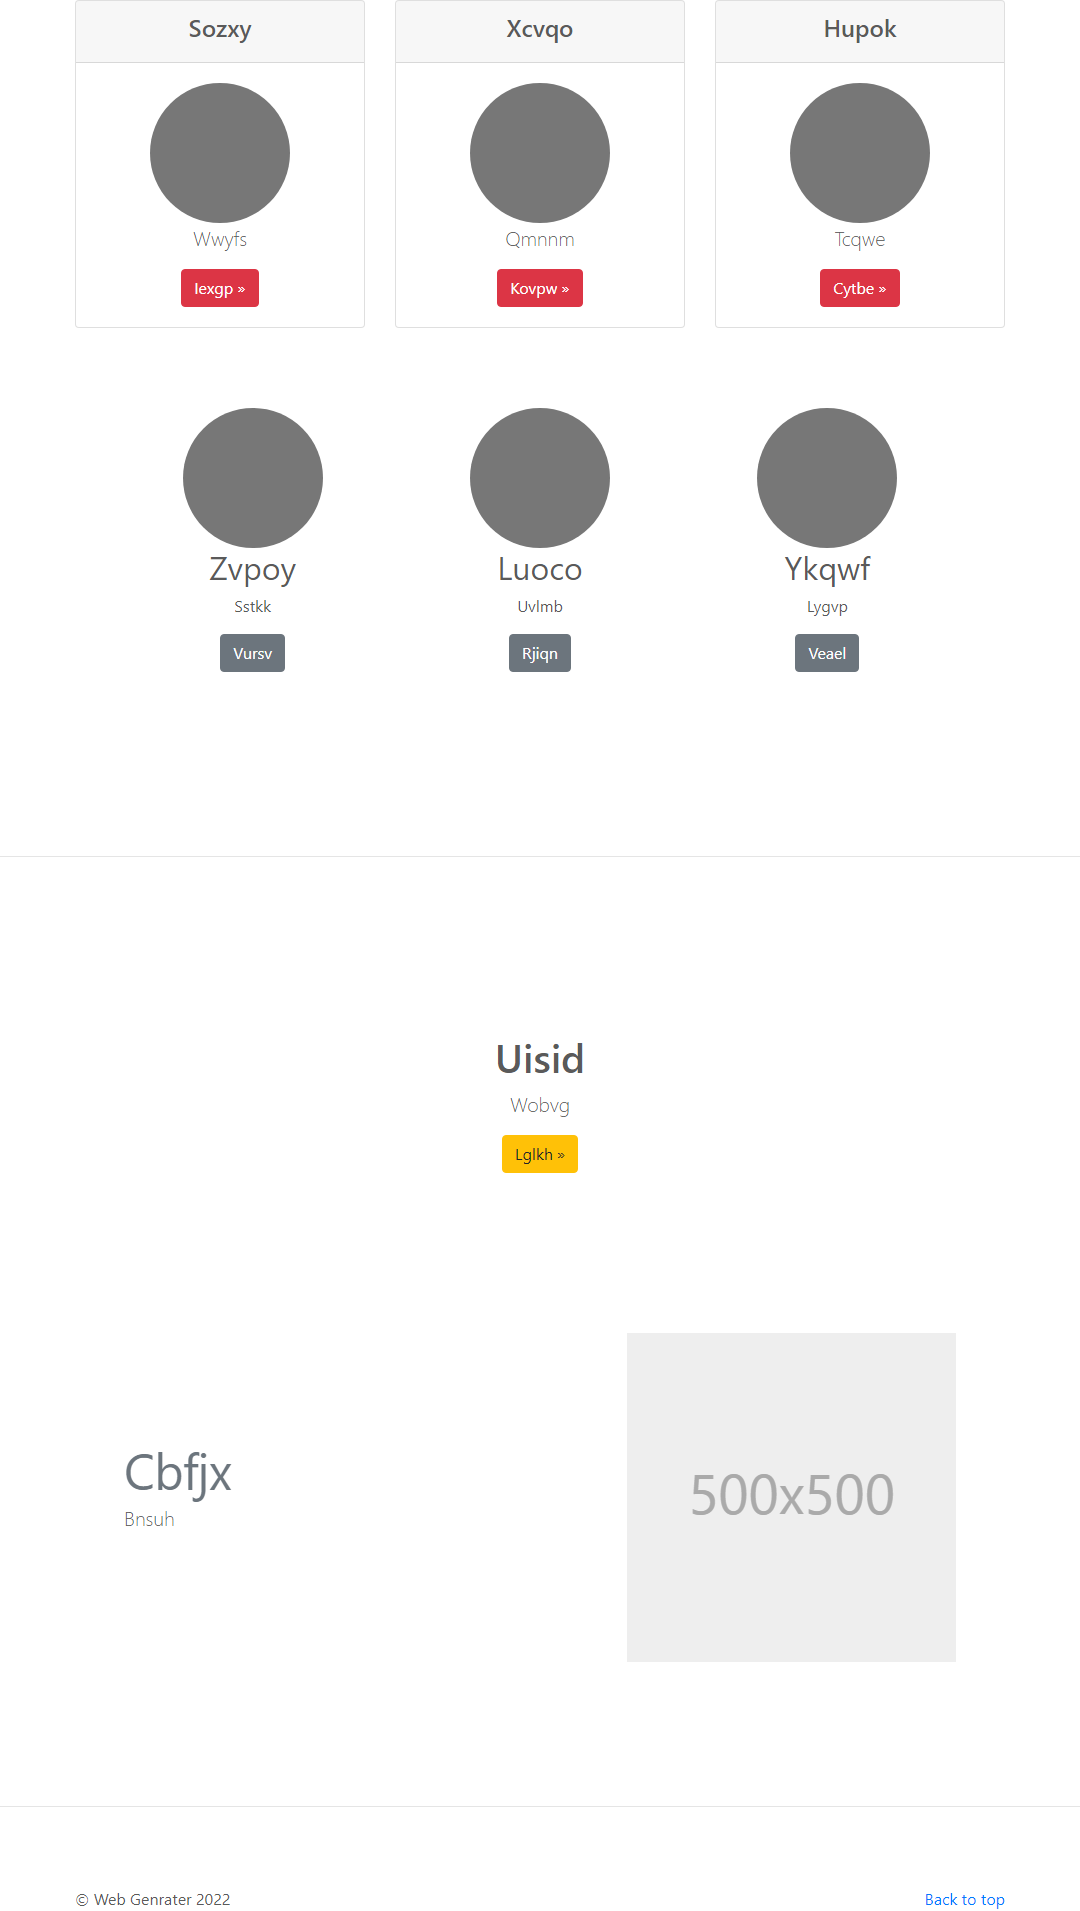 Sozxy
Xcvqo
Hupok
Wwyfs
Qmnnm
Tcqwe
Iexgp »
Kovpw »
Cytbe »
Zvpoy
Luoco
Ykqwf
Sstkk
Uvlmb
Lygvp
Vursv
Rjiqn
Veael
Uisid
Wobvg
Lglkh »
Cbfjx
Bnsuh
500x500
© Web Genrater 2022
Back to top